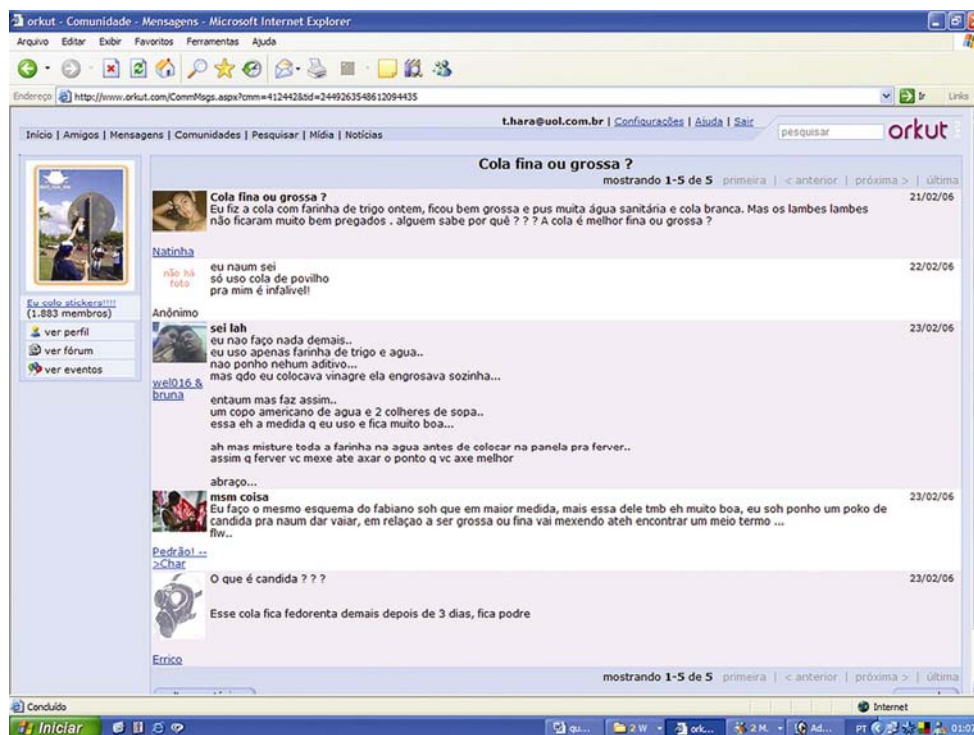 orkut - Comunidade - Mensagens - Microsoft Internet Explorer
Arquivo Editar Exibir Favoritos Ferramentas Ajuda
Endereço http://www.orkut.com/CommMsgs.aspx?cmm=412442&tid=2449263548612094435 Ir Links
t.hara@uol.com.br | Configurações | Ajuda | Sair
Início | Amigos | Mensagens | Comunidades | Pesquisar | Mídia | Notícias
pesquisar
orkut
Eu colo stickers!!!!
(1.883 membros)
ver perfil
ver fórum
ver eventos
Cola fina ou grossa ?
mostrando 1-5 de 5 primeira | < anterior | próxima > | última
Cola fina ou grossa ? 21/02/06
Eu fiz a cola com farinha de trigo ontem, ficou bem grossa e pus muita água sanitária e cola branca. Mas os lambes lambes
não ficaram muito bem pregados . alguem sabe por quê ? ? ? A cola é melhor fina ou grossa ?
Natinha
não há
foto
eu naum sei 22/02/06
só uso cola de povilho
pra mim é infalivel!
Anônimo
sei lah 23/02/06
eu nao faço nada demais..
eu uso apenas farinha de trigo e agua..
nao ponho nehum aditivo...
mas qdo eu colocava vinagre ela engrosava sozinha...
wel016 &
bruna
entaum mas faz assim..
um copo americano de agua e 2 colheres de sopa..
essa eh a medida q eu uso e fica muito boa...
ah mas misture toda a farinha na agua antes de colocar na panela pra ferver..
assim q ferver vc mexe ate axar o ponto q vc axe melhor
abraço...
msm coisa 23/02/06
Eu faço o mesmo esquema do fabiano soh que em maior medida, mais essa dele tmb eh muito boa, eu soh ponho um poko de
candida pra naum dar vaiar, em relaçao a ser grossa ou fina vai mexendo ateh encontrar um meio termo ...
flw..
Pedrão! --
>Char
O que é candida ? ? ? 23/02/06
Esse cola fica fedorenta demais depois de 3 dias, fica podre
Errico
mostrando 1-5 de 5 primeira | < anterior | próxima > | última
Concluído Internet
Iniciar qu... 2 W ork... 2 M. Ad... PT 01:07